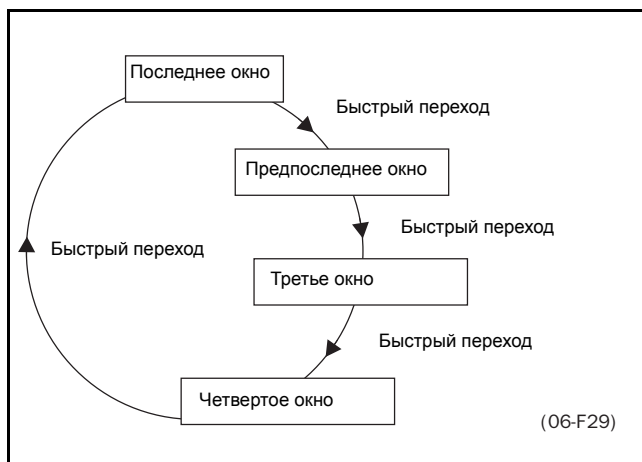 Последнее окно
Быстрый переход
Предпоследнее окно
Быстрый переход
Быстрый переход
Третье окно
Быстрый переход
Четвертое окно
(06-F29)